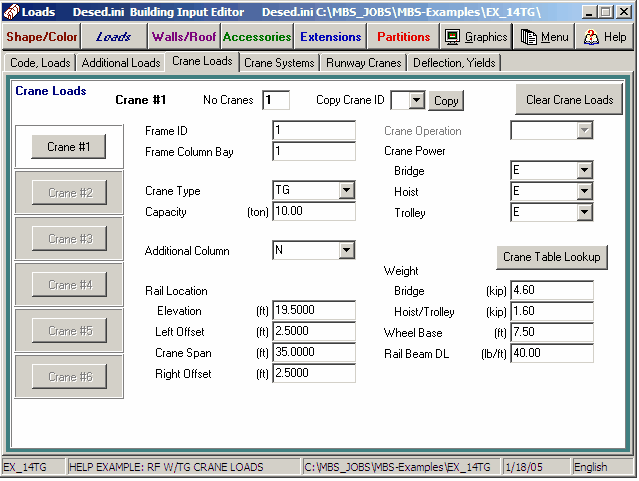 Loads Desed.ini Building Input Editor Desed.ini C:\MBS_JOBS\MBS-Examples\EX_14TG\
Shape/Color Loads Walls/Roof Accessories Extensions Partitions Graphics Menu Help
Code, Loads Additional Loads Crane Loads Crane Systems Runway Cranes Deflection, Yields
Crane Loads Crane #1 No Cranes 1 Copy Crane ID Copy Clear Crane Loads
Crane #1
Crane #2
Crane #3
Crane #4
Crane #5
Crane #6
Frame ID 1
Frame Column Bay 1
Crane Type TG
Capacity (ton) 10.00
Additional Column N
Rail Location
Elevation (ft) 19.5000
Left Offset (ft) 2.5000
Crane Span (ft) 35.0000
Right Offset (ft) 2.5000
Crane Operation
Crane Power
Bridge E
Hoist E
Trolley E
Crane Table Lookup
Weight
Bridge (kip) 4.60
Hoist/Trolley (kip) 1.60
Wheel Base (ft) 7.50
Rail Beam DL (lb/ft) 40.00
EX_14TG HELP EXAMPLE: RF W/TG CRANE LOADS C:\MBS_JOBS\MBS-Examples\EX_14TG 1/18/05 English